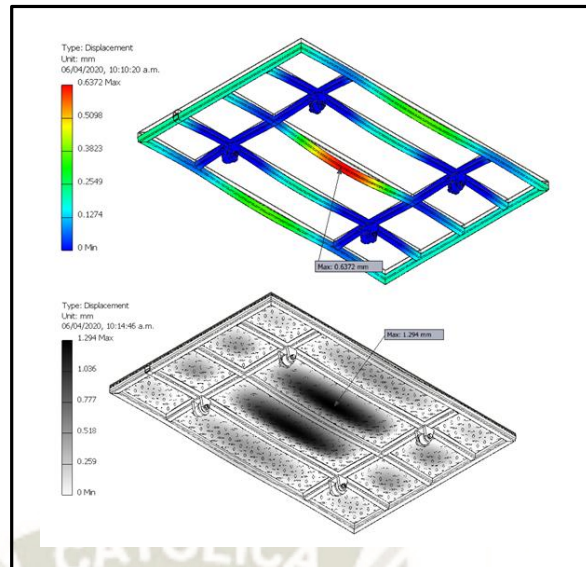 Type: Displacement
Unit: mm
06/04/2020, 10:10:20 a.m.
0.6372 Max
0.5098
0.3823
0.2549
0.1274
0 Min
Max: 0.6372 mm
Type: Displacement
Unit: mm
06/04/2020, 10:14:46 a.m.
1.294 Max
1.036
0.777
0.518
0.259
0 Min
Max: 1.294 mm
CATOLICA